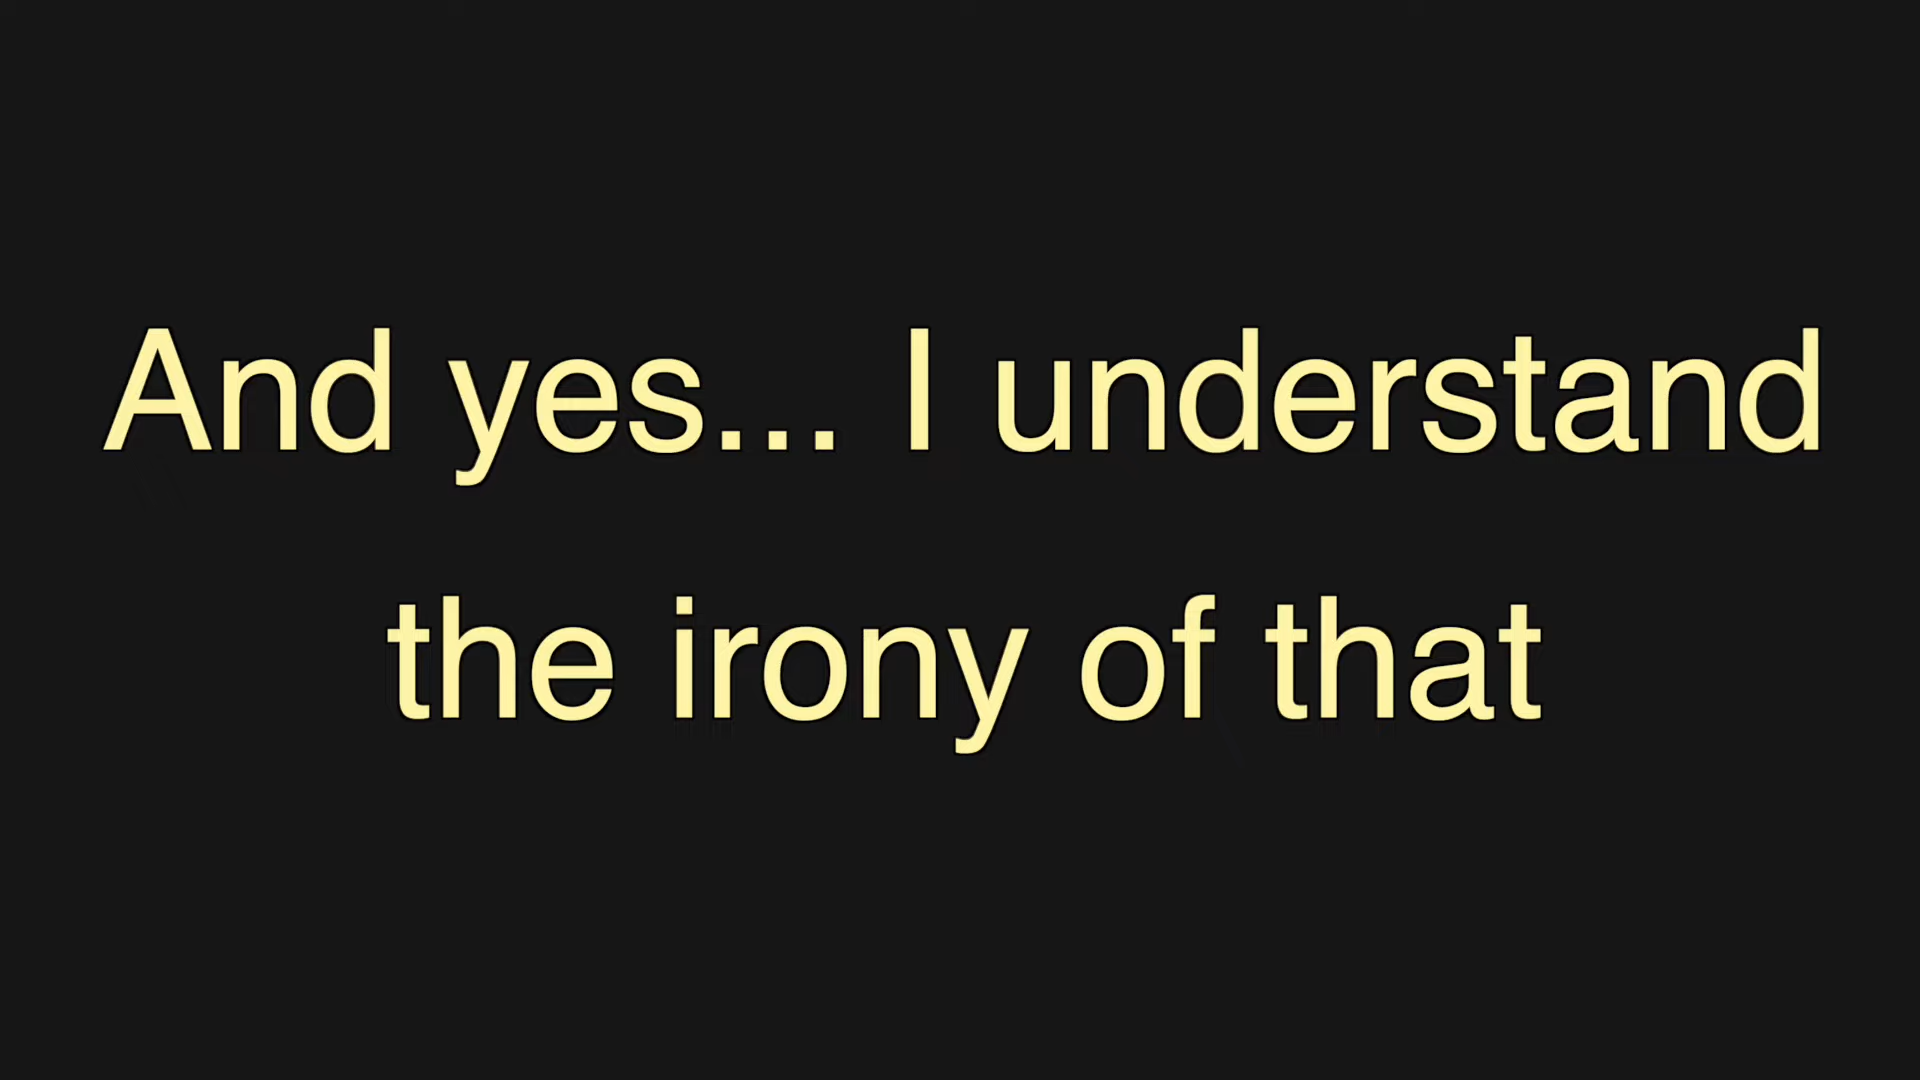 And yes... I understand
the irony of that